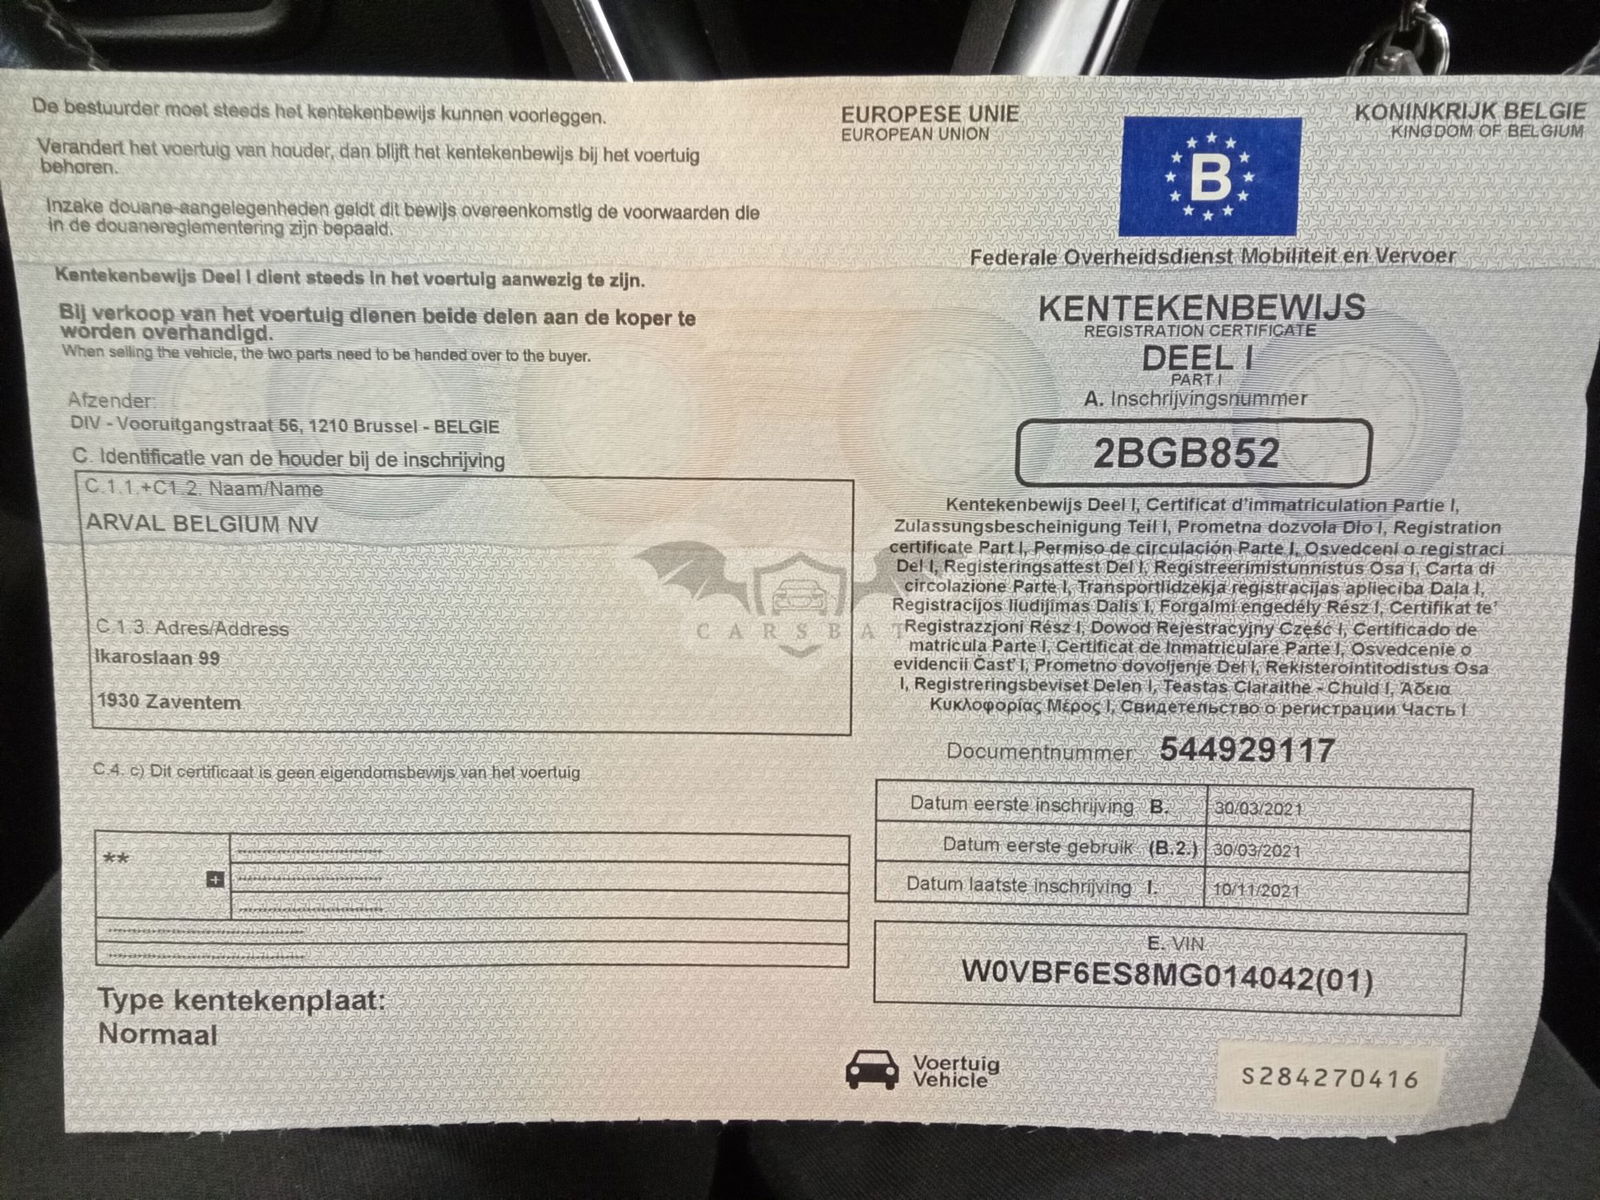 De bestuurder moet steeds het kentekenbewijs kunnen voorleggen.
Verandert het voertuig van houder, dan blijft het kentekenbewijs bij het voertuig
behoren.
Inzake douane-aangelegenheden geldt dit bewijs overeenkomstig de voorwaarden die
in de douanereglementering zijn bepaald.
Kentekenbewijs Deel I dient steeds in het voertuig aanwezig te zijn.
Bij verkoop van het voertuig dienen beide delen aan de koper te
worden overhandigd.
When selling the vehicle, the two parts need to be handed over to the buyer.
Afzender:
DIV - Vooruitgangstraat 56, 1210 Brussel - BELGIE
C. Identificatie van de houder bij de inschrijving
C.1.1.+C1.2. Naam/Name
ARVAL BELGIUM NV
C.1.3. Adres/Address
Ikaroslaan 99
1930 Zaventem
C.4. c) Dit certificaat is geen eigendomsbewijs van het voertuig
**
+
Type kentekenplaat:
Normaal
EUROPESE UNIE
EUROPEAN UNION
B
KONINKRIJK BELGIE
KINGDOM OF BELGIUM
Federale Overheidsdienst Mobiliteit en Vervoer
KENTEKENBEWIJS
REGISTRATION CERTIFICATE
DEEL I
PART I
A. Inschrijvingsnummer
2BGB852
Kentekenbewijs Deel I, Certificat d'immatriculation Partie I,
Zulassungsbescheinigung Teil I, Prometna dozvola Dło I, Registration
certificate Part I, Permiso de circulación Parte I, Osvedceni o registraci
Del I, Registeringsattest Del I, Registreerimistunnistus Osa I, Carta di
circolazione Parte I, Transportlidzekja registracijas aplieciba Daļa I,
Registracijos liudijimas Dalis I, Forgalmi engedély Rész I, Certifikat te'
Registrazzjoni Rész I, Dowod Rejestracyjny Część I, Certificado de
matricula Parte I, Certificat de Inmatriculare Parte I, Osvedcenie o
evidencii Časť I, Prometno dovoljenje Del I, Rekisterointitodistus Osa
I, Registreringsbeviset Delen I, Teastas Claraithe - Chuid I, Άδεια
Κυκλοφορίας Μέρος I, Свидетельство о регистрации Часть I
Documentnummer: 544929117
Datum eerste inschrijving B. 30/03/2021
Datum eerste gebruik (B.2.) 30/03/2021
Datum laatste inschrijving I. 10/11/2021
E. VIN
W0VBF6ES8MG014042(01)
Voertuig
Vehicle
S284270416
CARSBAT